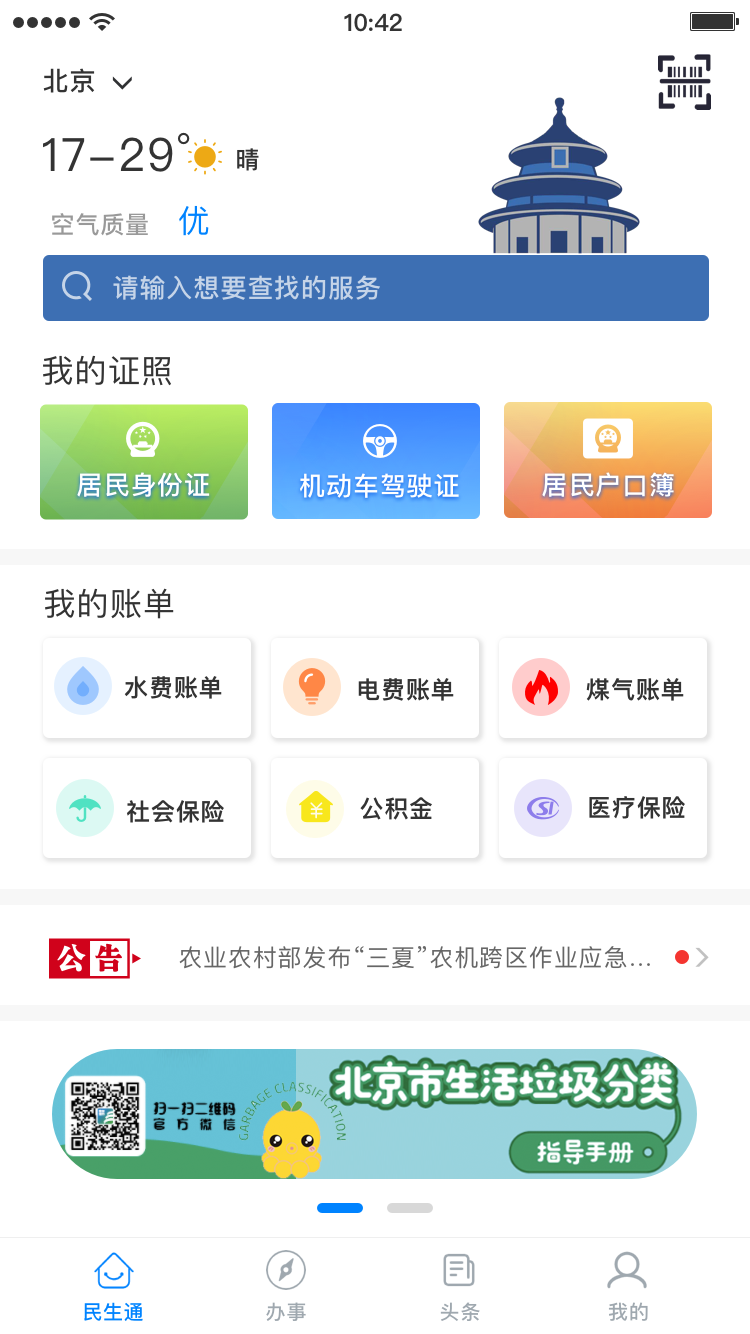 10:42
北京
17–29° 晴
空气质量 优
请输入想要查找的服务
我的证照
居民身份证 机动车驾驶证 居民户口簿
我的账单
水费账单 电费账单 煤气账单
社会保险 公积金 医疗保险
公告 农业农村部发布“三夏”农机跨区作业应急...
北京市生活垃圾分类
扫一扫二维码
官方微信
GARBAGE CLASSIFICATION
指导手册
民生通 办事 头条 我的